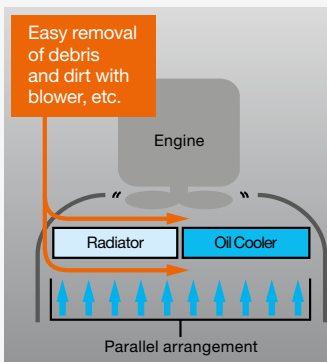 Easy removal
of debris
and dirt with
blower, etc.
Engine
Radiator
Oil Cooler
Parallel arrangement